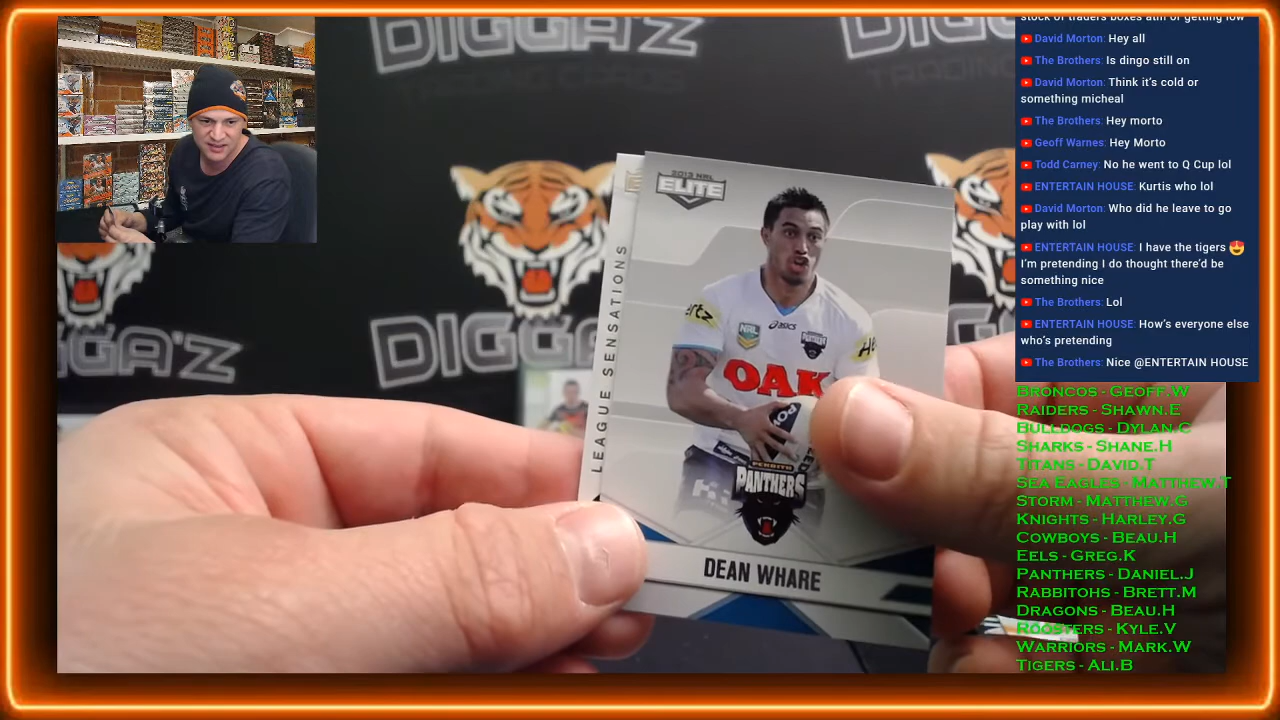 DIGGA'Z
TRADING CARDS
DIGGA'Z
DIGGA'Z
LEAGUE SENSATIONS
2013 NRL
ELITE
NRL
asics
PANTHERS
OAK
PENRITH
PANTHERS
DEAN WHARE
stock of traders boxes atm or getting low
David Morton: Hey all
The Brothers: Is dingo still on
David Morton: Think it's cold or
something micheal
The Brothers: Hey morto
Geoff Warnes: Hey Morto
Todd Carney: No he went to Q Cup lol
ENTERTAIN HOUSE: Kurtis who lol
David Morton: Who did he leave to go
play with lol
ENTERTAIN HOUSE: I have the tigers 😍
I'm pretending I do thought there'd be
something nice
The Brothers: Lol
ENTERTAIN HOUSE: How's everyone else
who's pretending
The Brothers: Nice @ENTERTAIN HOUSE
Broncos - Geoff.W
Raiders - Shawn.E
Bulldogs - Dylan.C
Sharks - Shane.H
Titans - David.T
Sea Eagles - Matthew.T
Storm - Matthew.G
Knights - Harley.G
Cowboys - Beau.H
Eels - Greg.K
Panthers - Daniel.J
Rabbitohs - Brett.M
Dragons - Beau.H
Roosters - Kyle.V
Warriors - Mark.W
Tigers - Ali.B